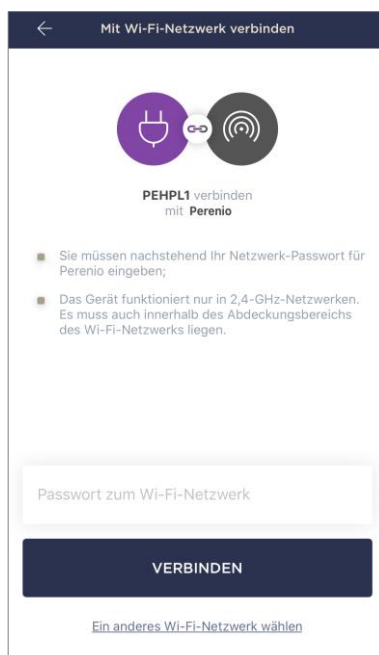 Mit Wi-Fi-Netzwerk verbinden
PEHPL1 verbinden
mit Perenio
Sie müssen nachstehend Ihr Netzwerk-Passwort für
Perenio eingeben;
Das Gerät funktioniert nur in 2,4-GHz-Netzwerken.
Es muss auch innerhalb des Abdeckungsbereichs
des Wi-Fi-Netzwerks liegen.
Passwort zum Wi-Fi-Netzwerk
VERBINDEN
Ein anderes Wi-Fi-Netzwerk wählen